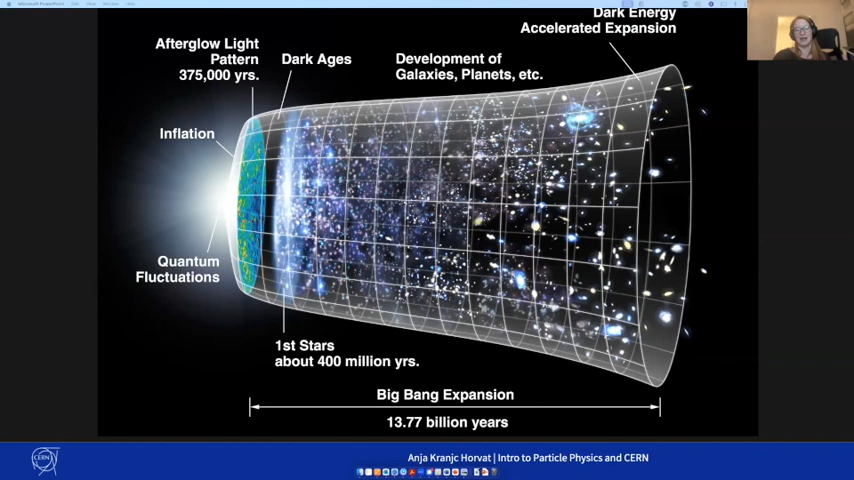 Dark Energy
Accelerated Expansion
Afterglow Light
Pattern
375,000 yrs.
Dark Ages
Development of
Galaxies, Planets, etc.
Inflation
Quantum
Fluctuations
1st Stars
about 400 million yrs.
Big Bang Expansion
13.77 billion years
CERN
Anja Kranjc Horvat | Intro to Particle Physics and CERN